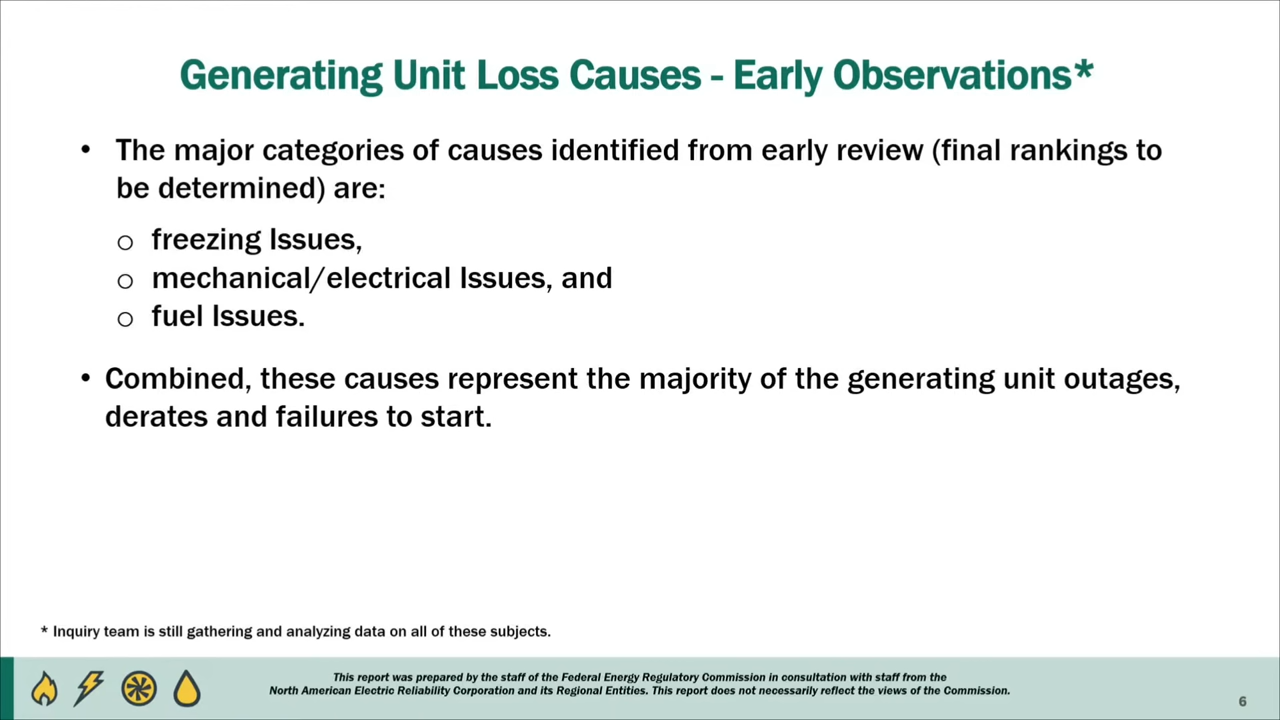 Generating Unit Loss Causes - Early Observations*
• The major categories of causes identified from early review (final rankings to
be determined) are:
o freezing Issues,
o mechanical/electrical Issues, and
o fuel Issues.
• Combined, these causes represent the majority of the generating unit outages,
derates and failures to start.
* Inquiry team is still gathering and analyzing data on all of these subjects.
This report was prepared by the staff of the Federal Energy Regulatory Commission in consultation with staff from the
North American Electric Reliability Corporation and its Regional Entities. This report does not necessarily reflect the views of the Commission.
6